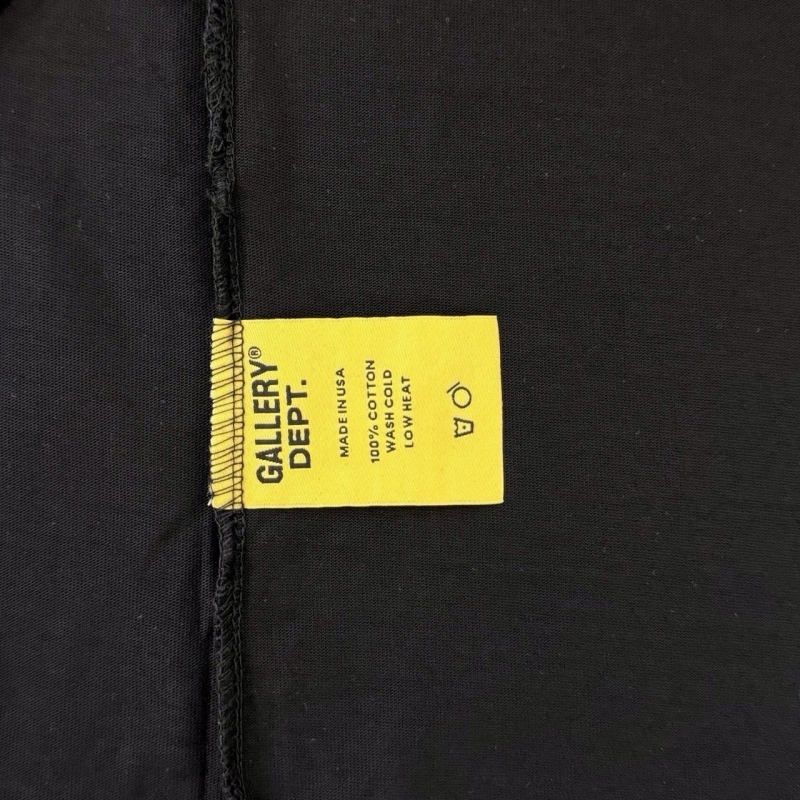 GALLERY®
DEPT.
MADE IN USA
100% COTTON
WASH COLD
LOW HEAT